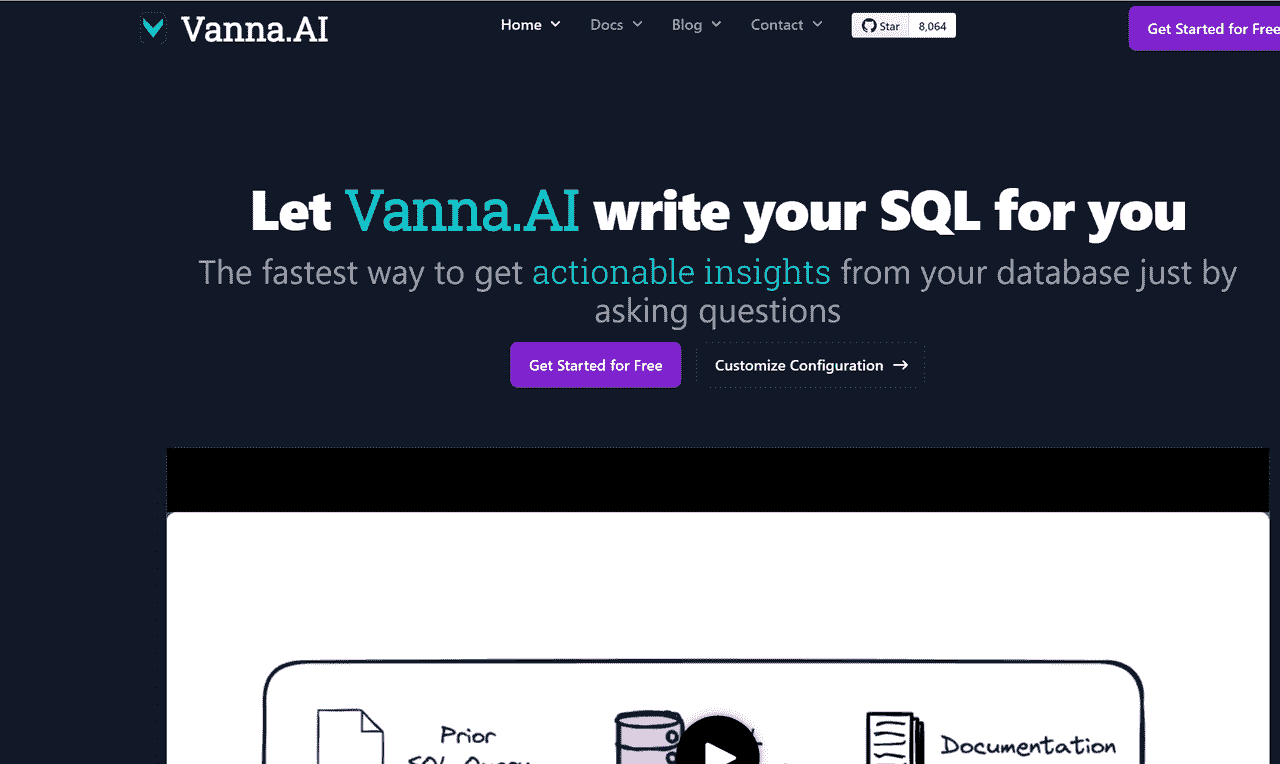 Vanna.AI
Home Docs Blog Contact Star 8,064
Get Started for Free
Let Vanna.AI write your SQL for you
The fastest way to get actionable insights from your database just by
asking questions
Get Started for Free Customize Configuration →
Prior
SQL Query
Documentation